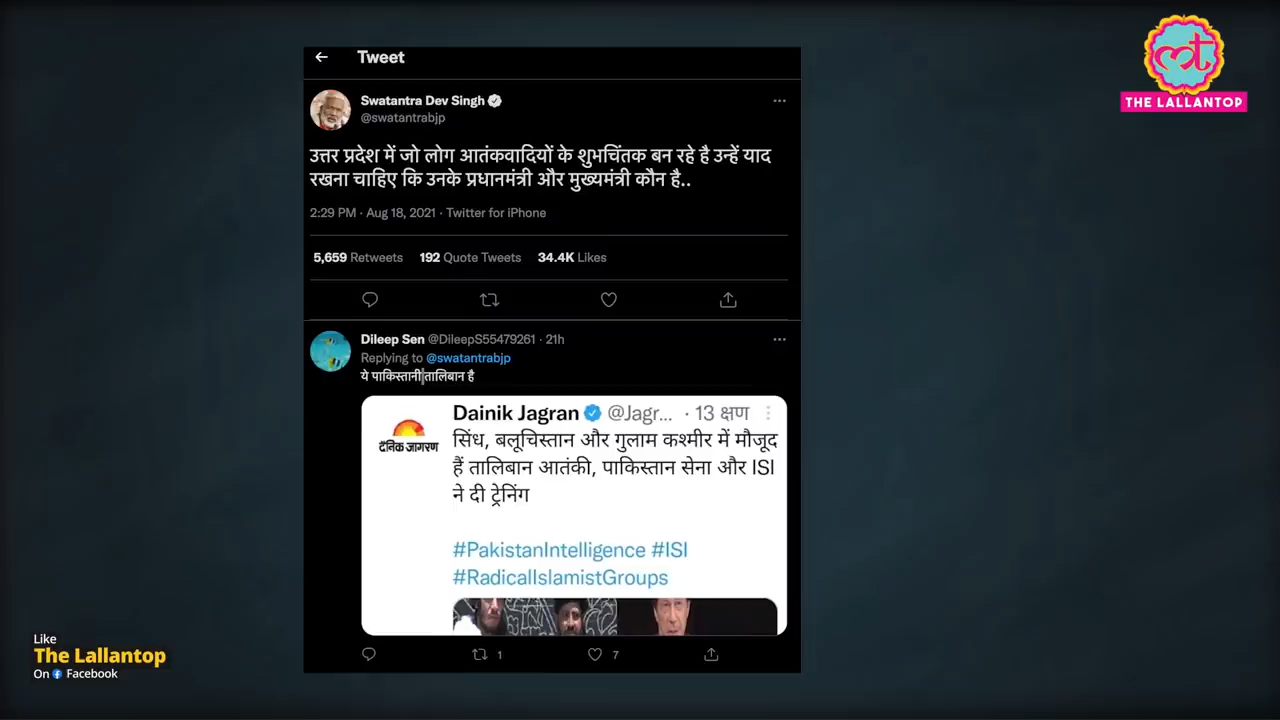 Tweet
Swatantra Dev Singh
@swatantrabjp
उत्तर प्रदेश में जो लोग आतंकवादियों के शुभचिंतक बन रहे है उन्हें याद
रखना चाहिए कि उनके प्रधानमंत्री और मुख्यमंत्री कौन है..
2:29 PM · Aug 18, 2021 · Twitter for iPhone
5,659 Retweets 192 Quote Tweets 34.4K Likes
Dileep Sen @DileepS55479261 · 21h
Replying to @swatantrabjp
ये पाकिस्तानी तालिबान है
दैनिक जागरण
Dainik Jagran @Jagr... · 13 क्षण
सिंध, बलूचिस्तान और गुलाम कश्मीर में मौजूद
हैं तालिबान आतंकी, पाकिस्तान सेना और ISI
ने दी ट्रेनिंग
#PakistanIntelligence #ISI
#RadicalIslamistGroups
1 7
THE LALLANTOP
Like
The Lallantop
On Facebook